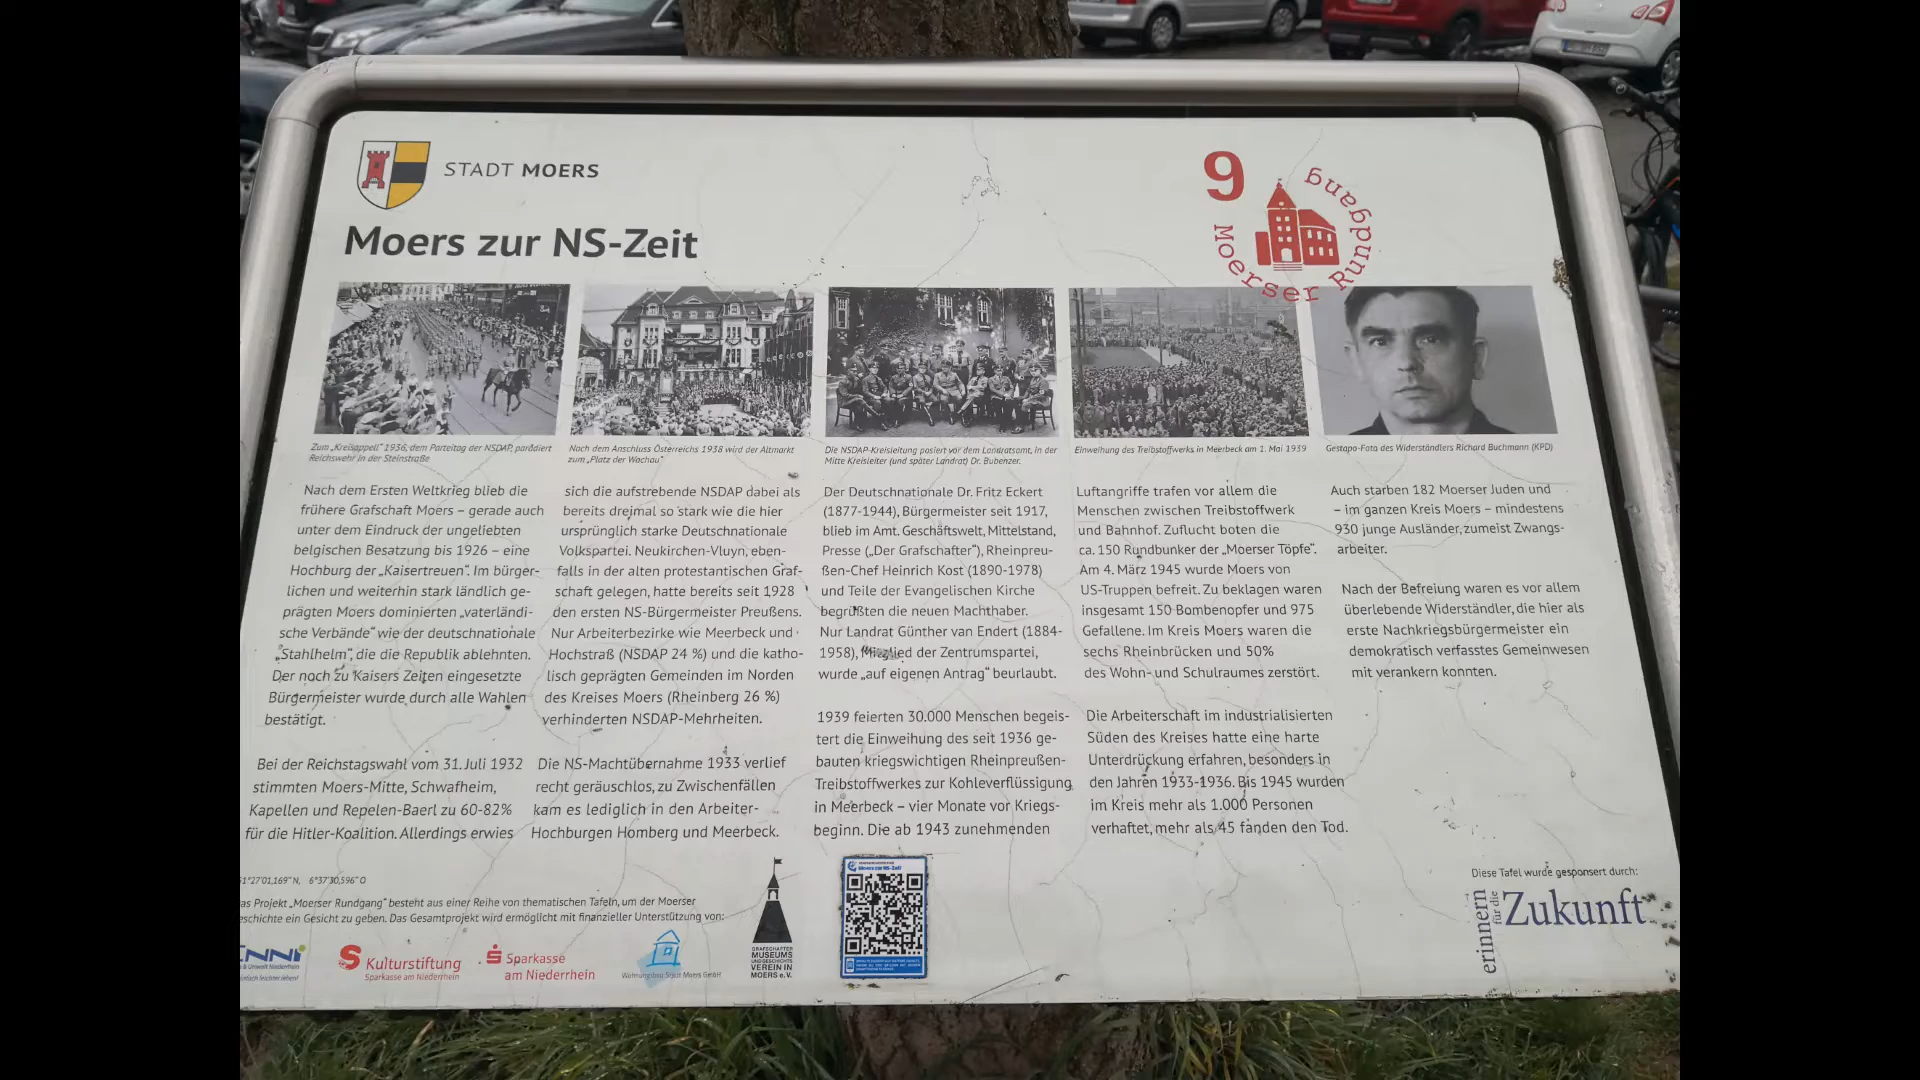 STADT MOERS
9
Moerser Rundgang
Moers zur NS-Zeit
Zum „Kreisappell“ 1936, dem Parteitag der NSDAP, paradiert
Reichswehr in der Steinstraße
Nach dem Anschluss Österreichs 1938 wird der Altmarkt
zum „Platz der Wachau“
Die NSDAP-Kreisleitung posiert vor dem Landratsamt, in der
Mitte Kreisleiter (und später Landrat) Dr. Bubenzer.
Einweihung des Treibstoffwerks in Meerbeck am 1. Mai 1939
Gestapo-Foto des Widerständlers Richard Buchmann (KPD)
Nach dem Ersten Weltkrieg blieb die
frühere Grafschaft Moers – gerade auch
unter dem Eindruck der ungeliebten
belgischen Besatzung bis 1926 – eine
Hochburg der „Kaisertreuen“. Im bürger-
lichen und weiterhin stark ländlich ge-
prägten Moers dominierten „vaterländi-
sche Verbände“ wie der deutschnationale
„Stahlhelm“, die die Republik ablehnten.
Der noch zu Kaisers Zeiten eingesetzte
Bürgermeister wurde durch alle Wahlen
bestätigt.
Bei der Reichstagswahl vom 31. Juli 1932
stimmten Moers-Mitte, Schwafheim,
Kapellen und Repelen-Baerl zu 60-82%
für die Hitler-Koalition. Allerdings erwies
sich die aufstrebende NSDAP dabei als
bereits dreimal so stark wie die hier
ursprünglich starke Deutschnationale
Volkspartei. Neukirchen-Vluyn, eben-
falls in der alten protestantischen Graf-
schaft gelegen, hatte bereits seit 1928
den ersten NS-Bürgermeister Preußens.
Nur Arbeiterbezirke wie Meerbeck und
Hochstraß (NSDAP 24 %) und die katho-
lisch geprägten Gemeinden im Norden
des Kreises Moers (Rheinberg 26 %)
verhinderten NSDAP-Mehrheiten.
Die NS-Machtübernahme 1933 verlief
recht geräuschlos, zu Zwischenfällen
kam es lediglich in den Arbeiter-
Hochburgen Homberg und Meerbeck.
Der Deutschnationale Dr. Fritz Eckert
(1877-1944), Bürgermeister seit 1917,
blieb im Amt. Geschäftswelt, Mittelstand,
Presse („Der Grafschafter“), Rheinpreu-
ßen-Chef Heinrich Kost (1890-1978)
und Teile der Evangelischen Kirche
begrüßten die neuen Machthaber.
Nur Landrat Günther van Endert (1884-
1958), Mitglied der Zentrumspartei,
wurde „auf eigenen Antrag“ beurlaubt.
1939 feierten 30.000 Menschen begeis-
tert die Einweihung des seit 1936 ge-
bauten kriegswichtigen Rheinpreußen-
Treibstoffwerkes zur Kohleverflüssigung
in Meerbeck – vier Monate vor Kriegs-
beginn. Die ab 1943 zunehmenden
Luftangriffe trafen vor allem die
Menschen zwischen Treibstoffwerk
und Bahnhof. Zuflucht boten die
ca. 150 Rundbunker der „Moerser Töpfe“.
Am 4. März 1945 wurde Moers von
US-Truppen befreit. Zu beklagen waren
insgesamt 150 Bombenopfer und 975
Gefallene. Im Kreis Moers waren die
sechs Rheinbrücken und 50%
des Wohn- und Schulraumes zerstört.
Die Arbeiterschaft im industrialisierten
Süden des Kreises hatte eine harte
Unterdrückung erfahren, besonders in
den Jahren 1933-1936. Bis 1945 wurden
im Kreis mehr als 1.000 Personen
verhaftet, mehr als 45 fanden den Tod.
Auch starben 182 Moerser Juden und
– im ganzen Kreis Moers – mindestens
930 junge Ausländer, zumeist Zwangs-
arbeiter.
Nach der Befreiung waren es vor allem
überlebende Widerständler, die hier als
erste Nachkriegsbürgermeister ein
demokratisch verfasstes Gemeinwesen
mit verankern konnten.
51°27'01,169" N, 6°37'30,596" O
as Projekt „Moerser Rundgang“ besteht aus einer Reihe von thematischen Tafeln, um der Moerser
eschichte ein Gesicht zu geben. Das Gesamtprojekt wird ermöglicht mit finanzieller Unterstützung von:
ENNI
& Umwelt Niederrhein
Kulturstiftung
Sparkasse am Niederrhein
Sparkasse
am Niederrhein
Wohnungsbau Stadt Moers GmbH
GRAFSCHAFTER
MUSEUMS
UND GESCHICHTS
VEREIN IN
MOERS e.V.
Moers zur NS-Zeit
Diese Tafel wurde gesponsert durch:
erinnern
für die
Zukunft